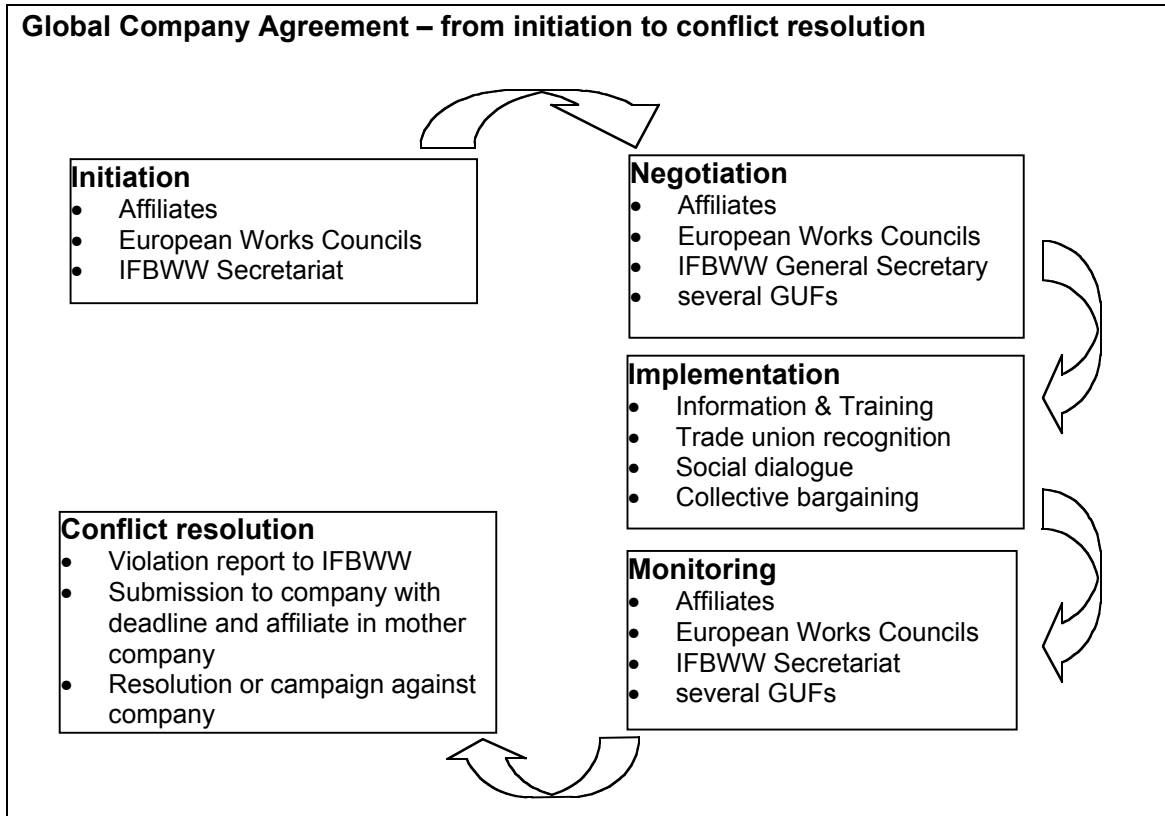 Global Company Agreement – from initiation to conflict resolution
Initiation
• Affiliates
• European Works Councils
• IFBWW Secretariat
Negotiation
• Affiliates
• European Works Councils
• IFBWW General Secretary
• several GUFs
Implementation
• Information & Training
• Trade union recognition
• Social dialogue
• Collective bargaining
Monitoring
• Affiliates
• European Works Councils
• IFBWW Secretariat
• several GUFs
Conflict resolution
• Violation report to IFBWW
• Submission to company with
deadline and affiliate in mother
company
• Resolution or campaign against
company